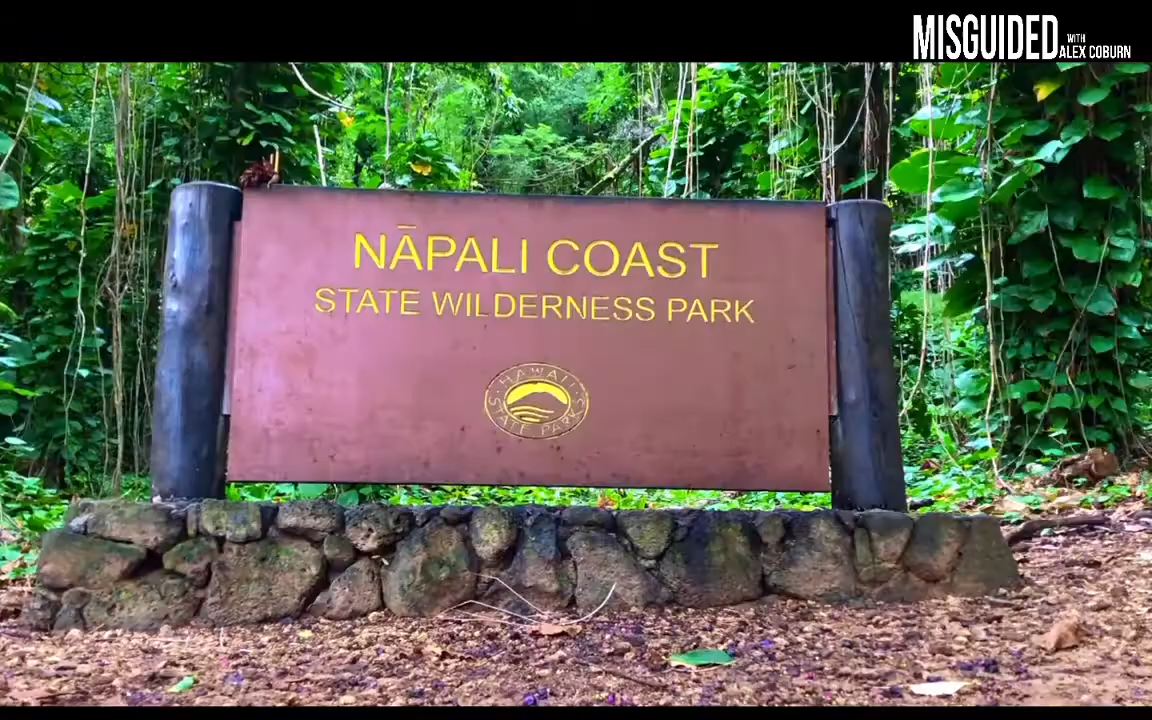 MISGUIDED WITH ALEX COBURN
NĀPALI COAST
STATE WILDERNESS PARK
HAWAII
STATE PARKS